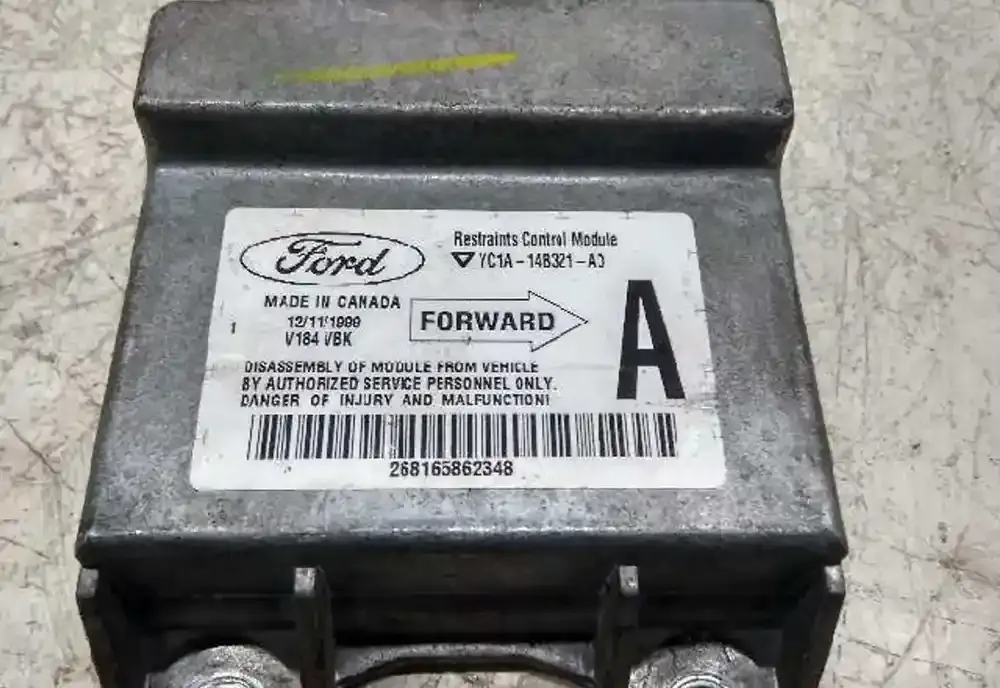 Ford
Restraints Control Module
YC1A-14B321-A
MADE IN CANADA
12/11/1999
FORWARD
A
1
V184 VBK
DISASSEMBLY OF MODULE FROM VEHICLE
BY AUTHORIZED SERVICE PERSONNEL ONLY.
DANGER OF INJURY AND MALFUNCTION!
268165862348